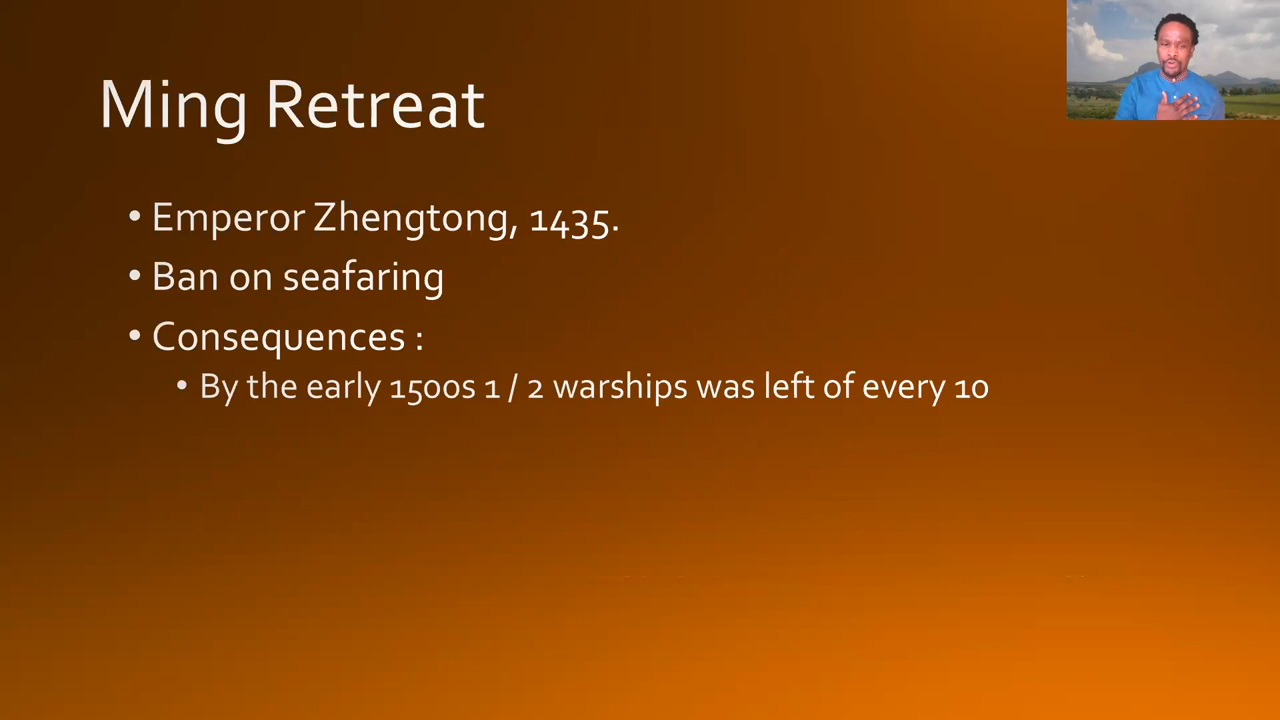 Ming Retreat
• Emperor Zhengtong, 1435.
• Ban on seafaring
• Consequences :
• By the early 1500s 1 / 2 warships was left of every 10